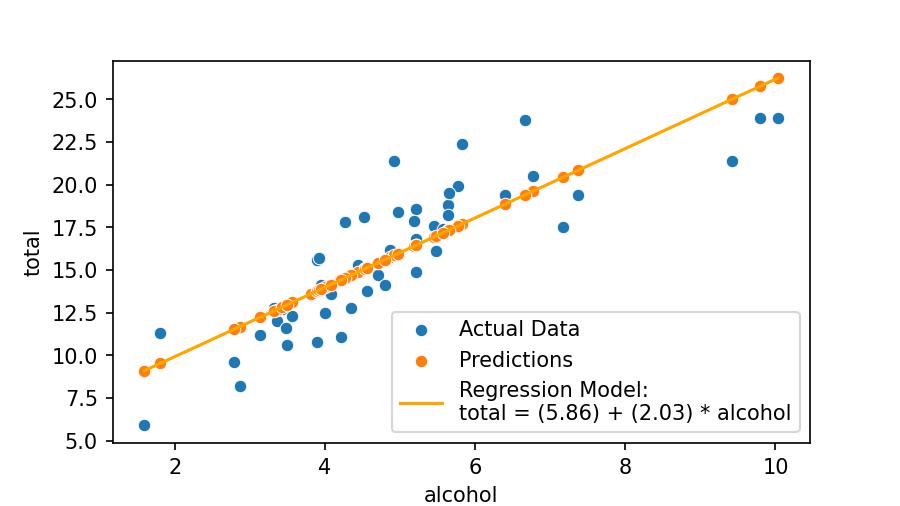 25.0
22.5
20.0
17.5
15.0
12.5
10.0
7.5
5.0
total
Actual Data
Predictions
Regression Model:
total = (5.86) + (2.03) * alcohol
2 4 6 8 10
alcohol